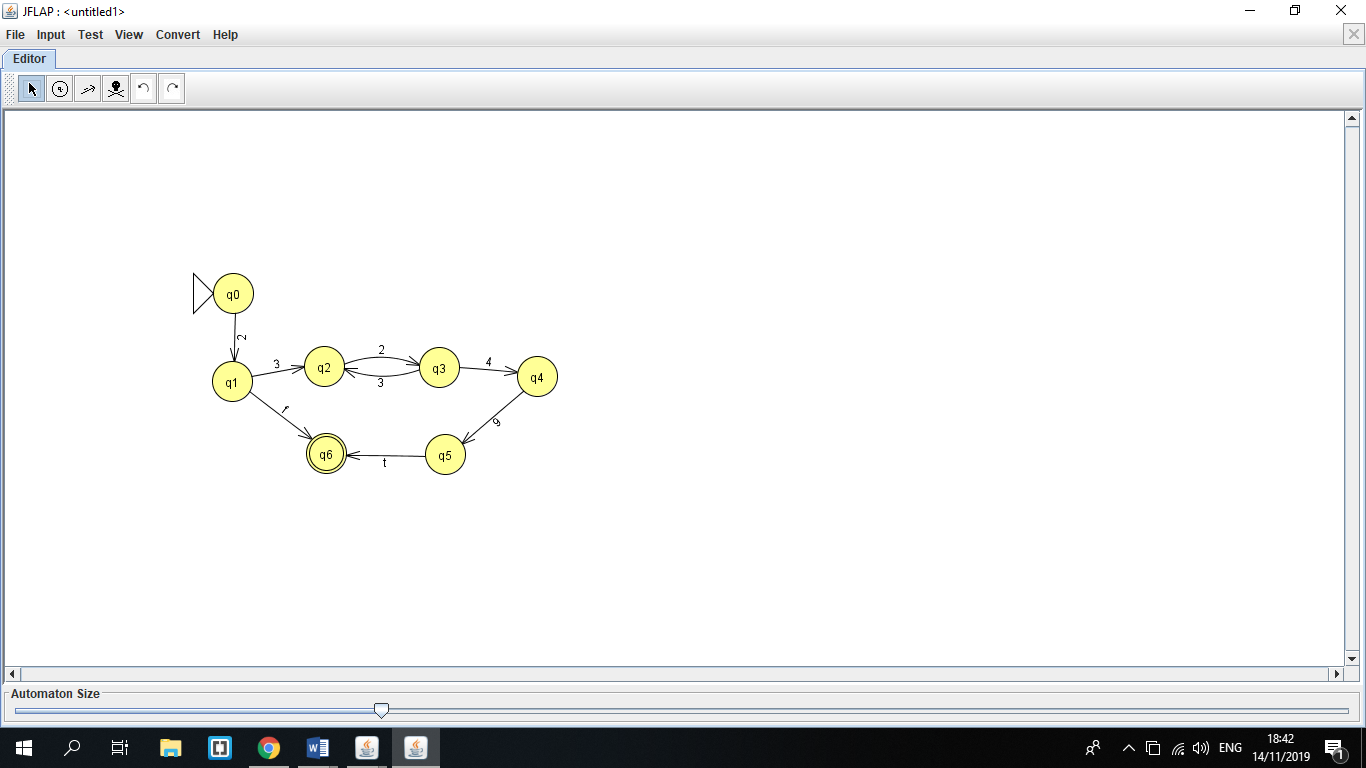 JFLAP : <untitled1>
File Input Test View Convert Help
Editor
q0
2
q1
3
q2
2
3
q3
4
q4
f
9
q6
t
q5
Automaton Size
ENG
18:42
14/11/2019
1